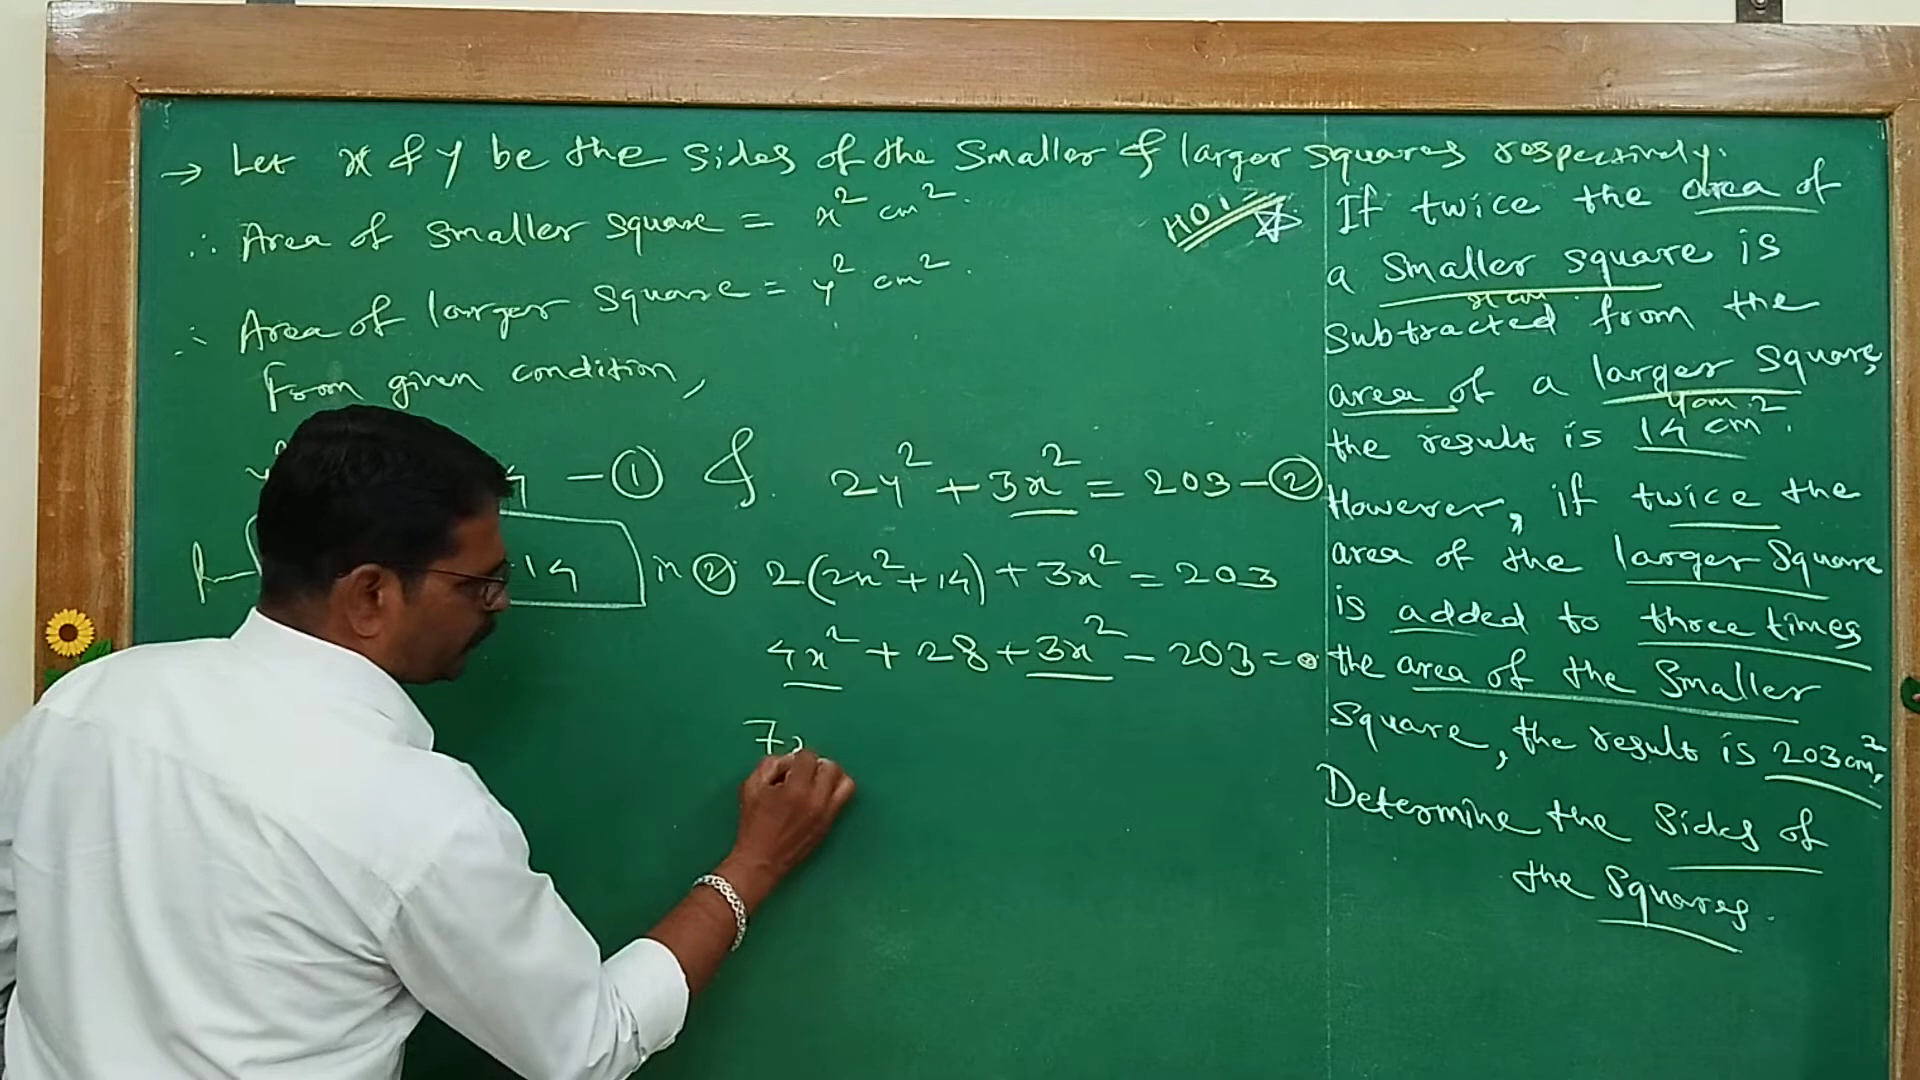 → Let x & y be the sides of the smaller & larger squares respectively.
∴ Area of smaller square = x² cm².
∴ Area of larger square = y² cm².
From given condition,
4 - ① & 2y² + 3x² = 203 - ②
14 in ② 2(2x² + 14) + 3x² = 203
4x² + 28 + 3x² - 203 = 0
7x
HOT
If twice the area of
a smaller square is
x cm
subtracted from the
area of a larger square,
y cm
the result is 14 cm².
However, if twice the
area of the larger square
is added to three times
the area of the smaller
square, the result is 203cm².
Determine the sides of
the squares.